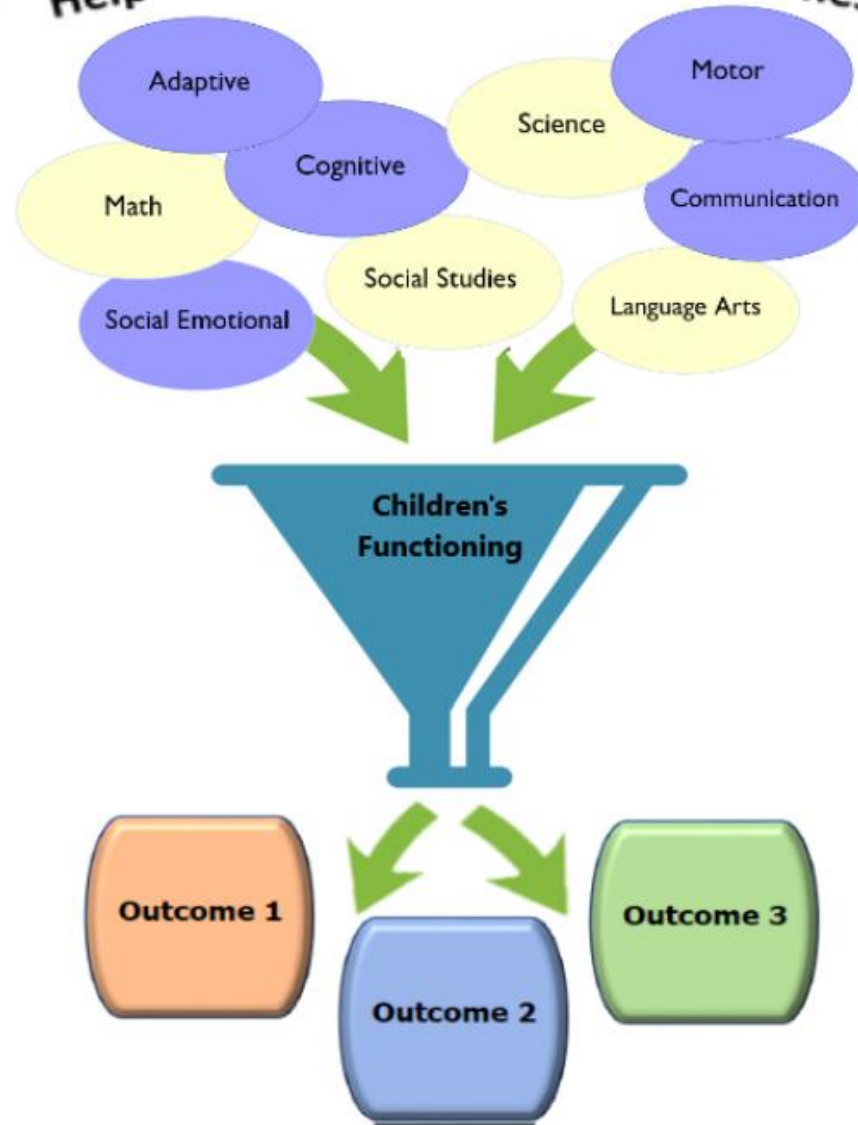 Help
Adaptive
Motor
Science
Cognitive
Communication
Math
Social Studies
Language Arts
Social Emotional
Children's
Functioning
Outcome 1
Outcome 3
Outcome 2